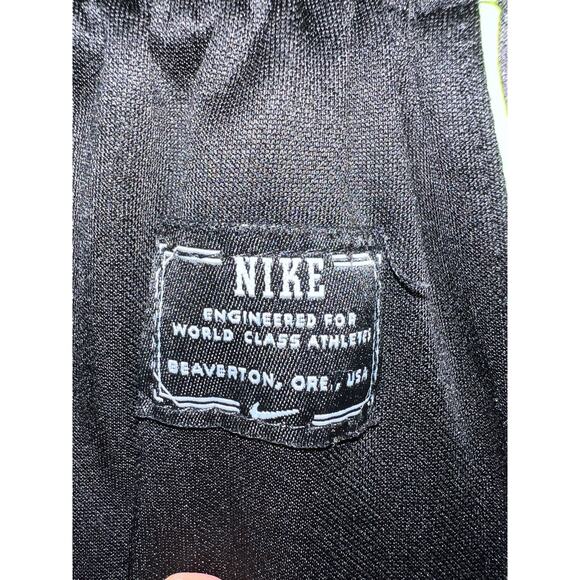 NIKE
ENGINEERED FOR
WORLD CLASS ATHLETES
BEAVERTON, ORE., USA